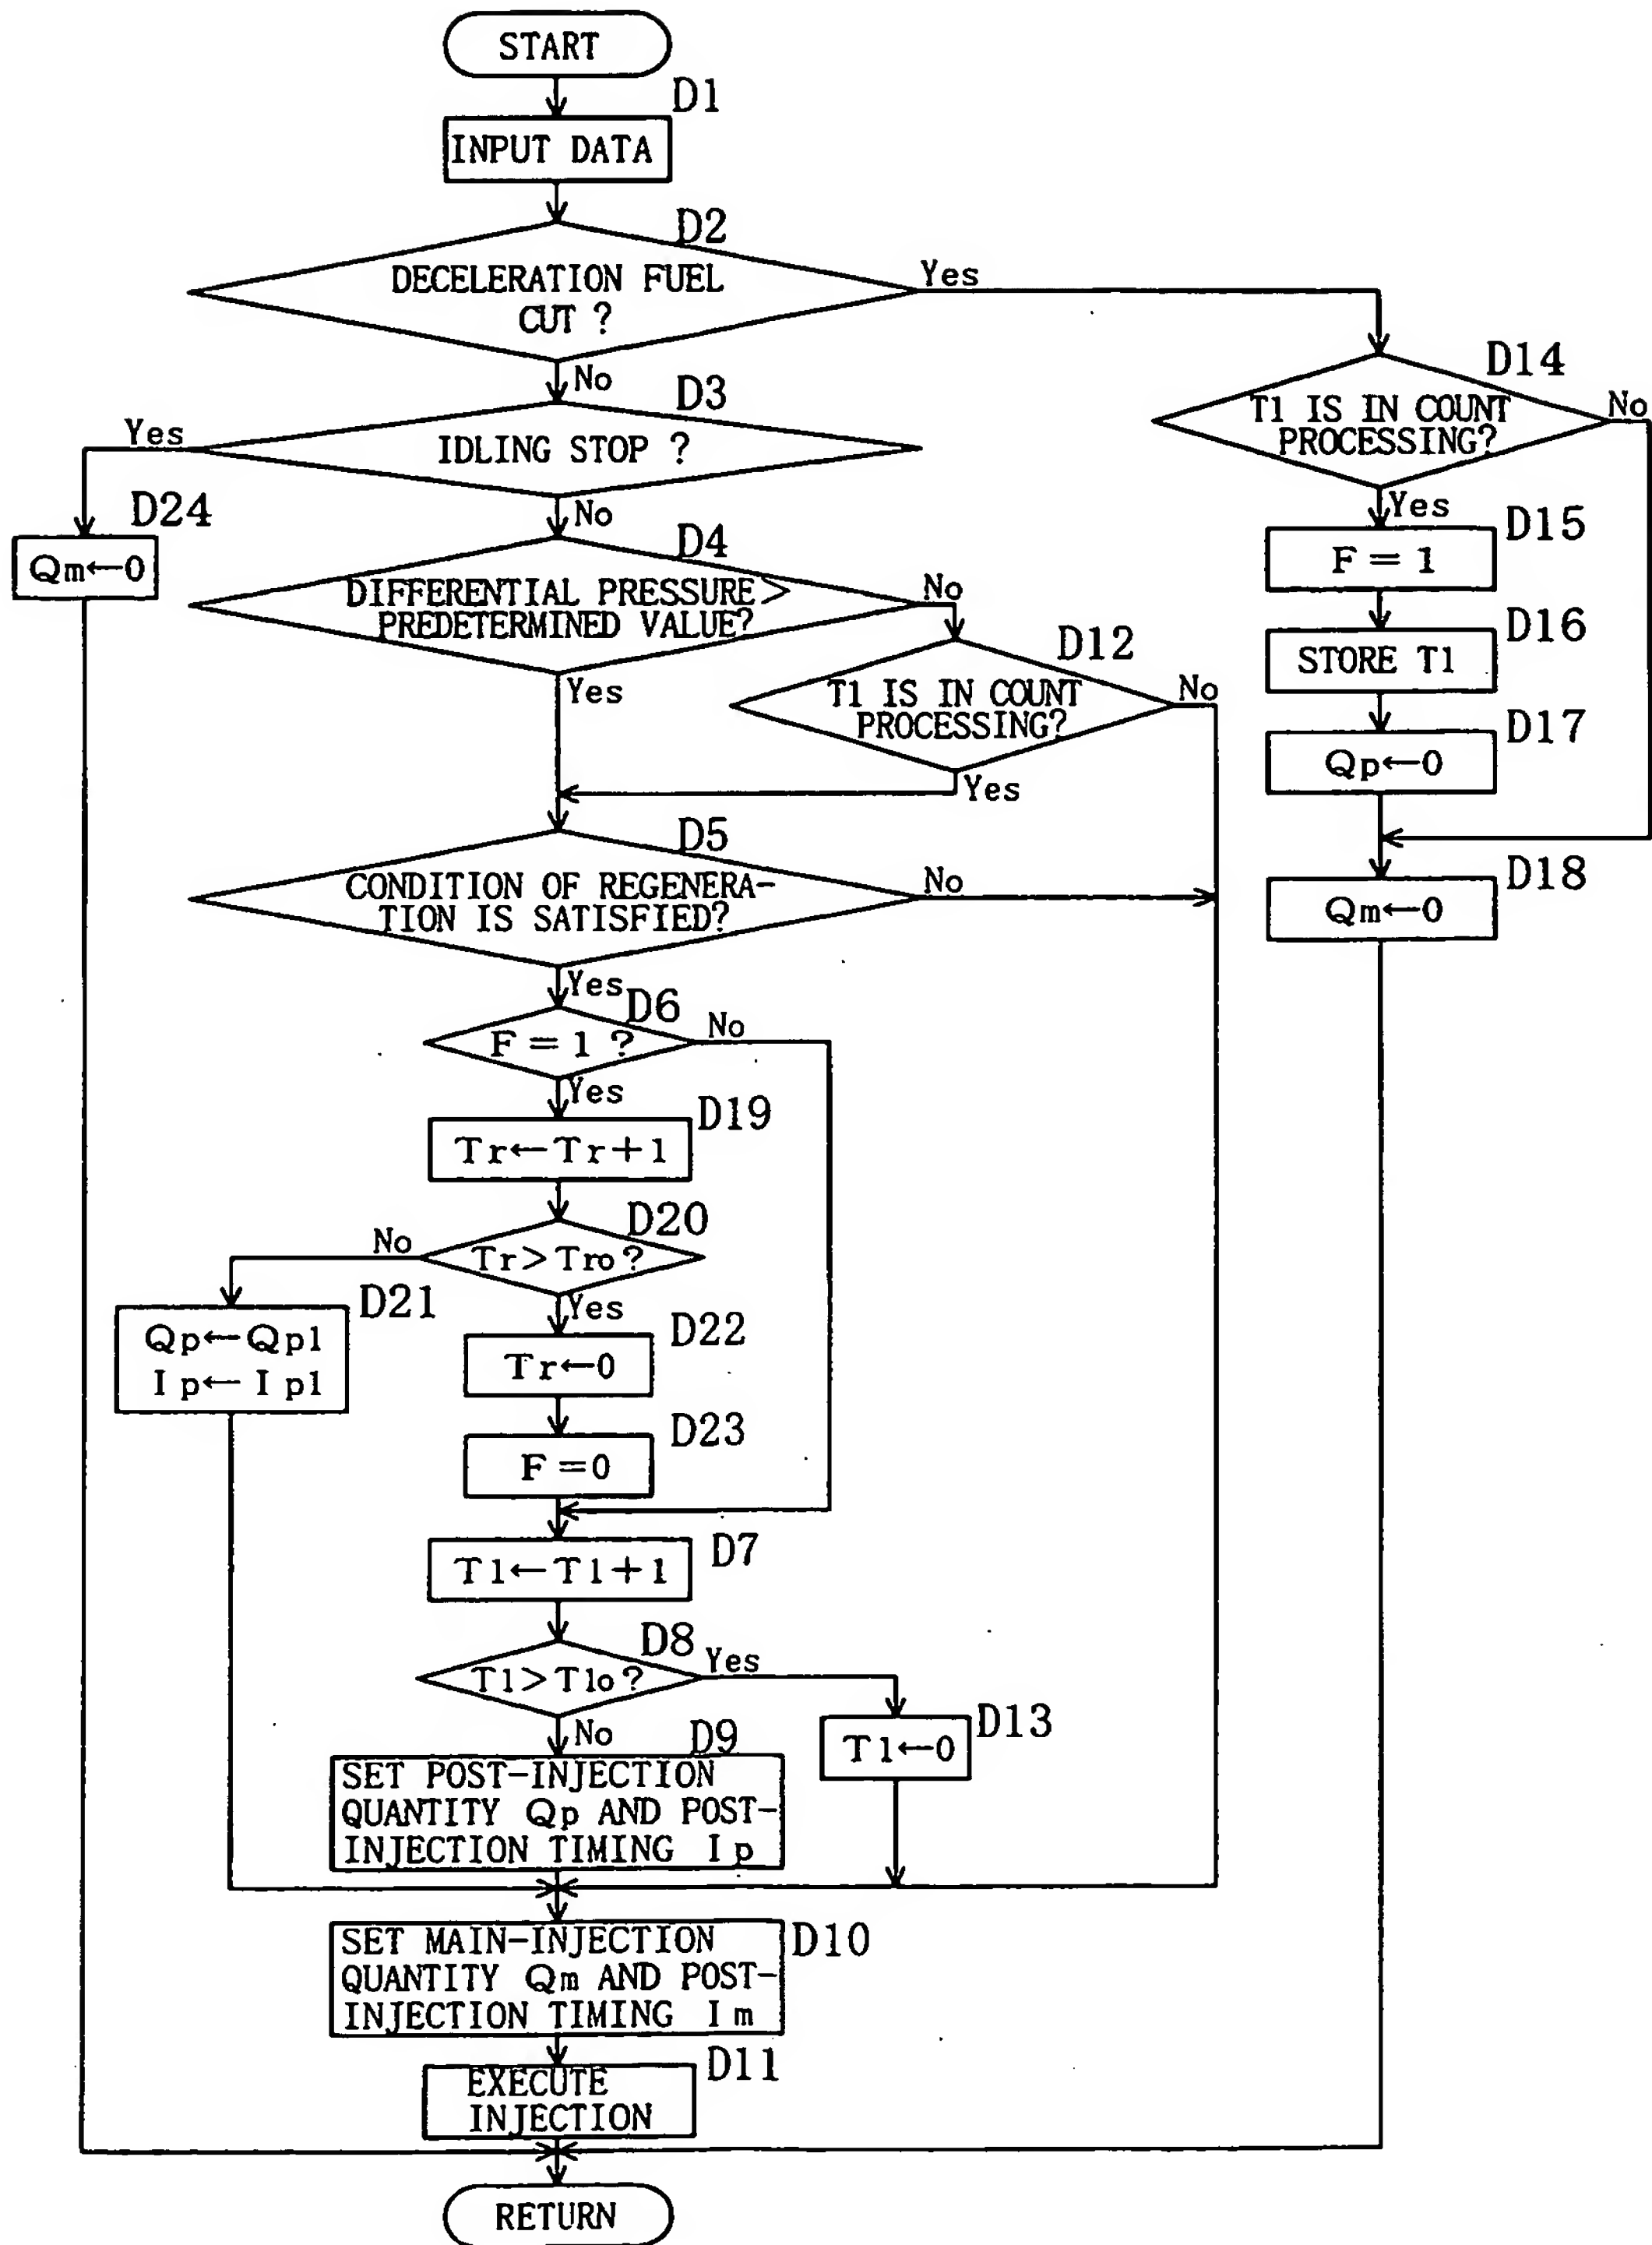 START
D1
INPUT DATA
D2
DECELERATION FUEL
CUT ?
Yes
No
D14
T1 IS IN COUNT
PROCESSING?
No
Yes
D3
IDLING STOP ?
Yes
No
D24
Qm←0
D15
F = 1
D4
DIFFERENTIAL PRESSURE>
PREDETERMINED VALUE?
No
Yes
D16
STORE T1
D12
T1 IS IN COUNT
PROCESSING?
No
Yes
D17
Qp←0
D5
CONDITION OF REGENERA-
TION IS SATISFIED?
No
Yes
D18
Qm←0
D6
F = 1 ?
No
Yes
D19
Tr←Tr+1
D20
Tr>Tro?
No
Yes
D21
Qp←Qp1
Ip←Ip1
D22
Tr←0
D23
F=0
D7
T1←T1+1
D8
T1>T1o?
Yes
No
D13
T1←0
D9
SET POST-INJECTION
QUANTITY Qp AND POST-
INJECTION TIMING Ip
D10
SET MAIN-INJECTION
QUANTITY Qm AND POST-
INJECTION TIMING Im
D11
EXECUTE
INJECTION
RETURN